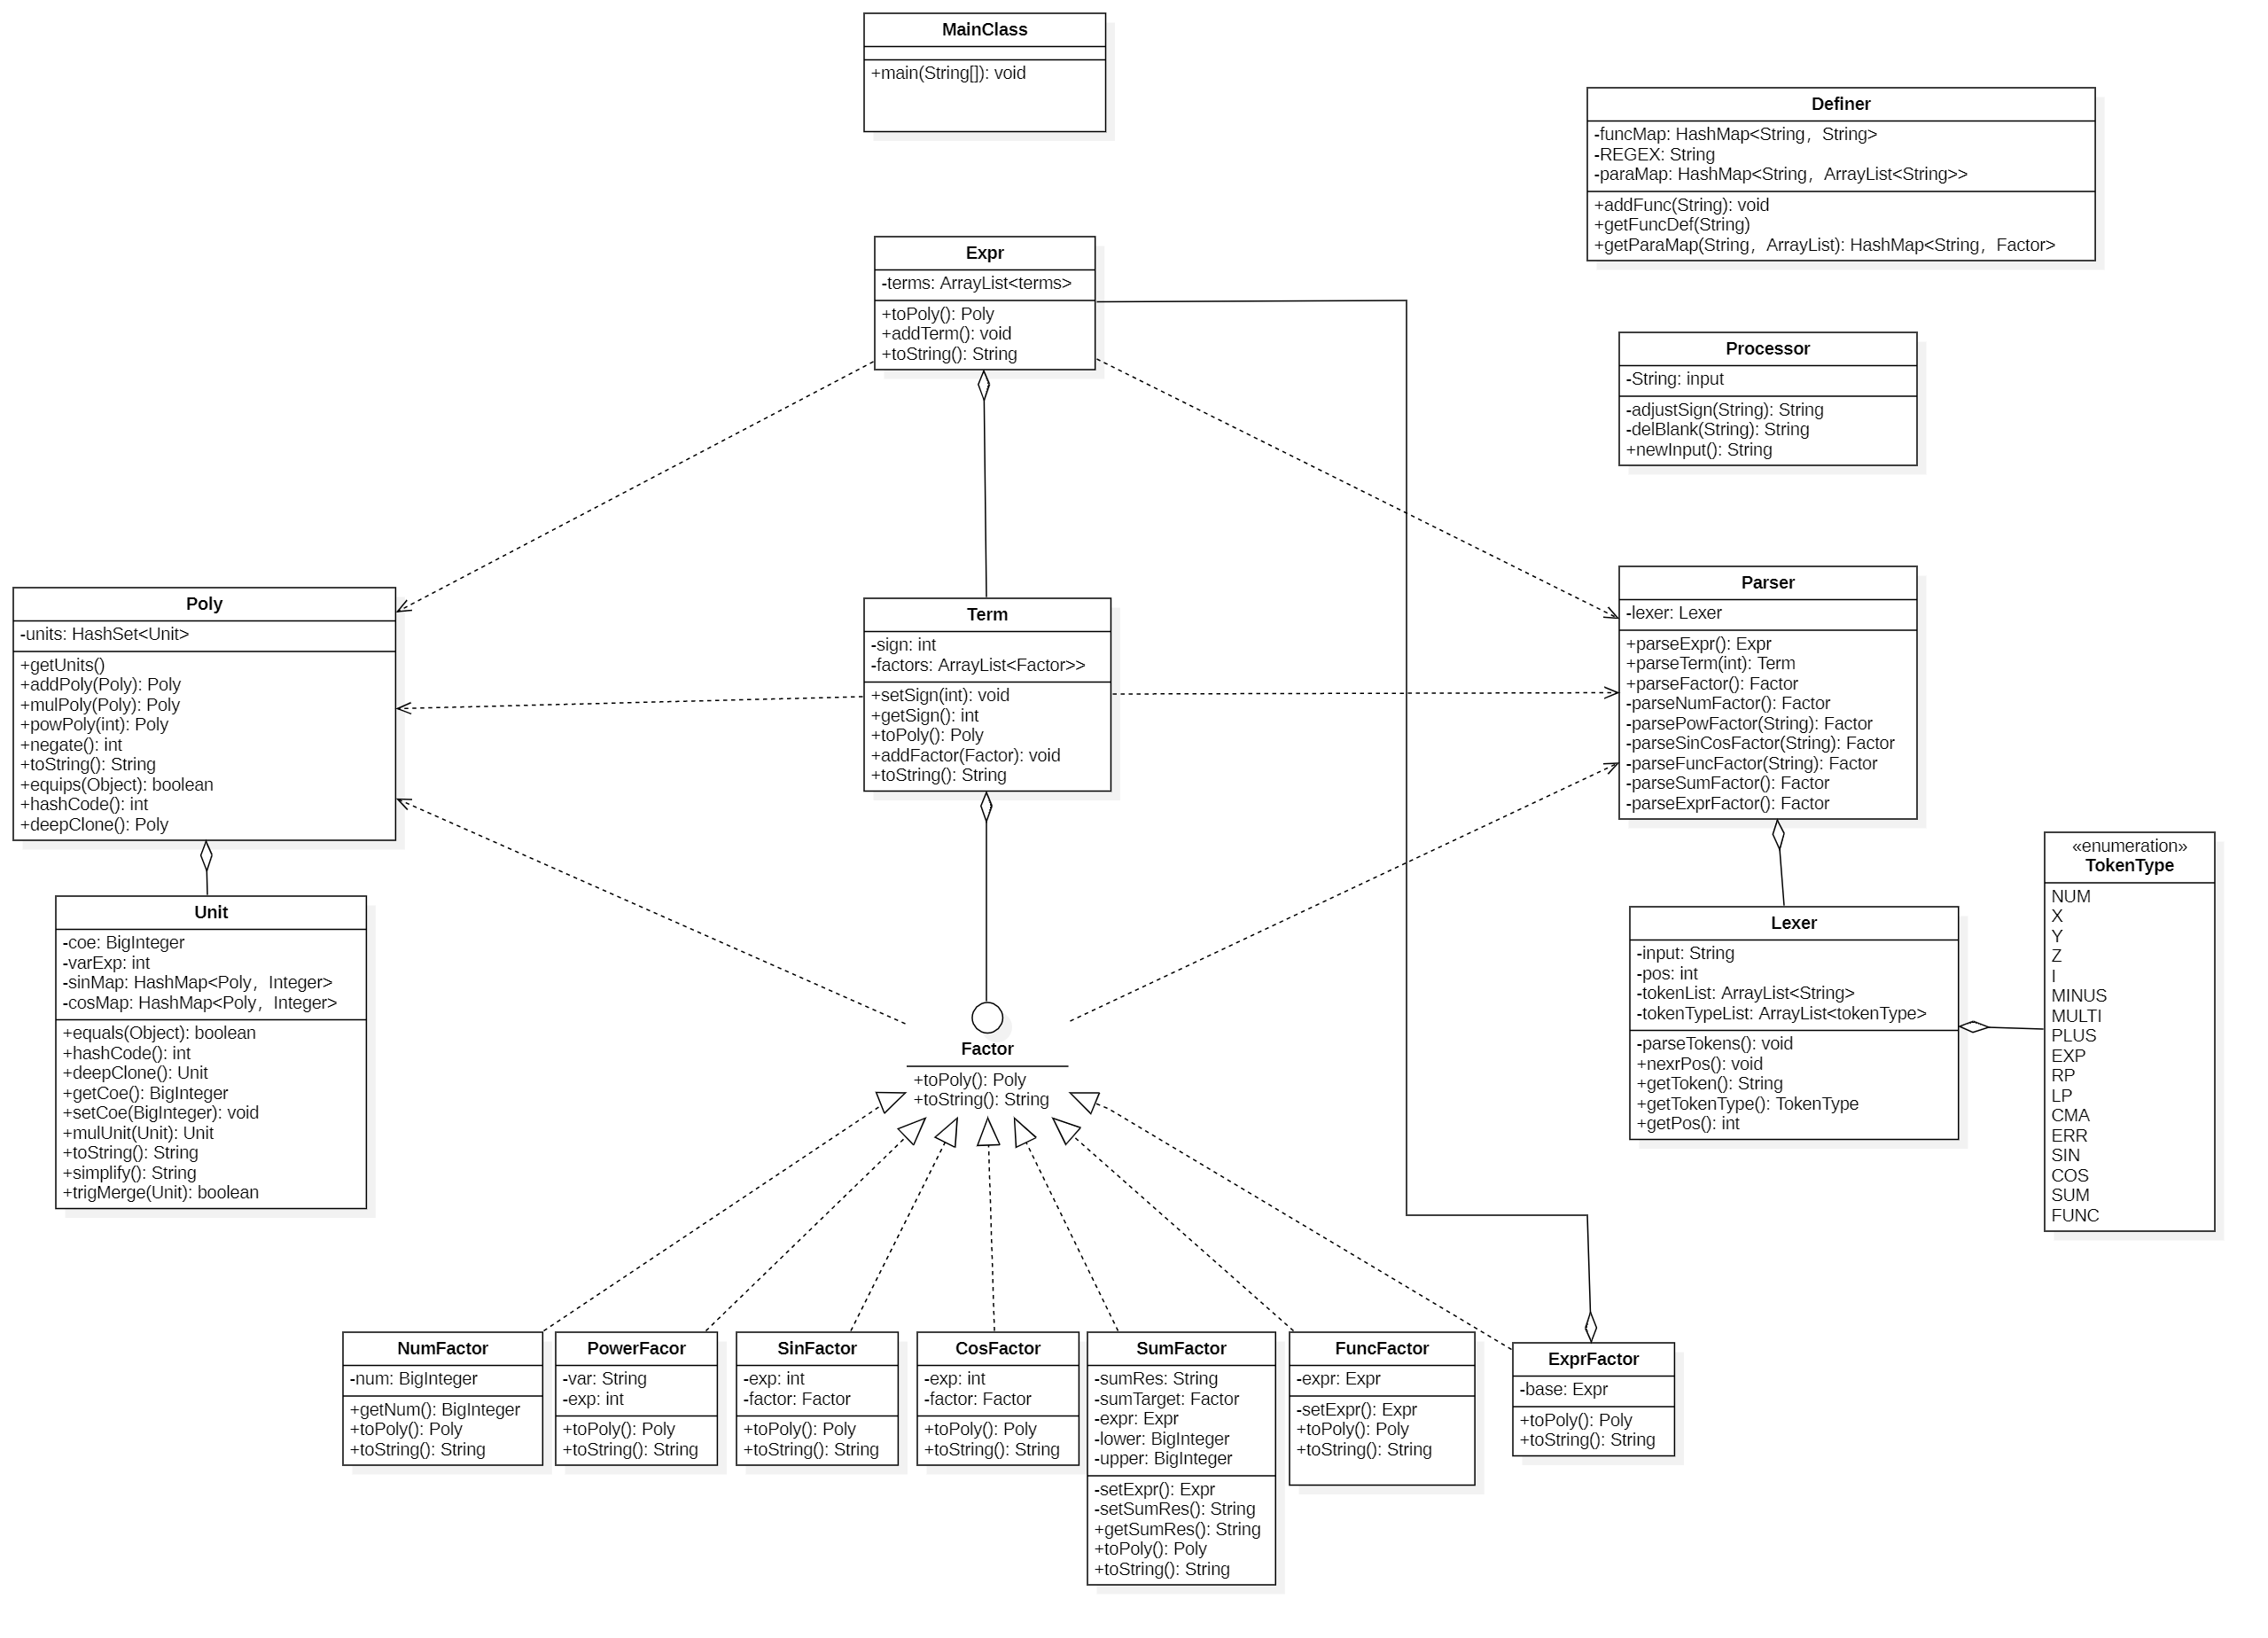 MainClass
+main(String[]): void
Definer
-funcMap: HashMap<String，String>
-REGEX: String
-paraMap: HashMap<String，ArrayList<String>>
+addFunc(String): void
+getFuncDef(String)
+getParaMap(String，ArrayList): HashMap<String，Factor>
Expr
-terms: ArrayList<terms>
+toPoly(): Poly
+addTerm(): void
+toString(): String
Processor
-String: input
-adjustSign(String): String
-delBlank(String): String
+newInput(): String
Poly
-units: HashSet<Unit>
+getUnits()
+addPoly(Poly): Poly
+mulPoly(Poly): Poly
+powPoly(int): Poly
+negate(): int
+toString(): String
+equips(Object): boolean
+hashCode(): int
+deepClone(): Poly
Term
-sign: int
-factors: ArrayList<Factor>>
+setSign(int): void
+getSign(): int
+toPoly(): Poly
+addFactor(Factor): void
+toString(): String
Parser
-lexer: Lexer
+parseExpr(): Expr
+parseTerm(int): Term
+parseFactor(): Factor
-parseNumFactor(): Factor
-parsePowFactor(String): Factor
-parseSinCosFactor(String): Factor
-parseFuncFactor(String): Factor
-parseSumFactor(): Factor
-parseExprFactor(): Factor
Unit
-coe: BigInteger
-varExp: int
-sinMap: HashMap<Poly，Integer>
-cosMap: HashMap<Poly，Integer>
+equals(Object): boolean
+hashCode(): int
+deepClone(): Unit
+getCoe(): BigInteger
+setCoe(BigInteger): void
+mulUnit(Unit): Unit
+toString(): String
+simplify(): String
+trigMerge(Unit): boolean
Factor
+toPoly(): Poly
+toString(): String
Lexer
-input: String
-pos: int
-tokenList: ArrayList<String>
-tokenTypeList: ArrayList<tokenType>
-parseTokens(): void
+nexrPos(): void
+getToken(): String
+getTokenType(): TokenType
+getPos(): int
«enumeration»
TokenType
NUM
X
Y
Z
I
MINUS
MULTI
PLUS
EXP
RP
LP
CMA
ERR
SIN
COS
SUM
FUNC
NumFactor
-num: BigInteger
+getNum(): BigInteger
+toPoly(): Poly
+toString(): String
PowerFacor
-var: String
-exp: int
+toPoly(): Poly
+toString(): String
SinFactor
-exp: int
-factor: Factor
+toPoly(): Poly
+toString(): String
CosFactor
-exp: int
-factor: Factor
+toPoly(): Poly
+toString(): String
SumFactor
-sumRes: String
-sumTarget: Factor
-expr: Expr
-lower: BigInteger
-upper: BigInteger
-setExpr(): Expr
-setSumRes(): String
+getSumRes(): String
+toPoly(): Poly
+toString(): String
FuncFactor
-expr: Expr
-setExpr(): Expr
+toPoly(): Poly
+toString(): String
ExprFactor
-base: Expr
+toPoly(): Poly
+toString(): String